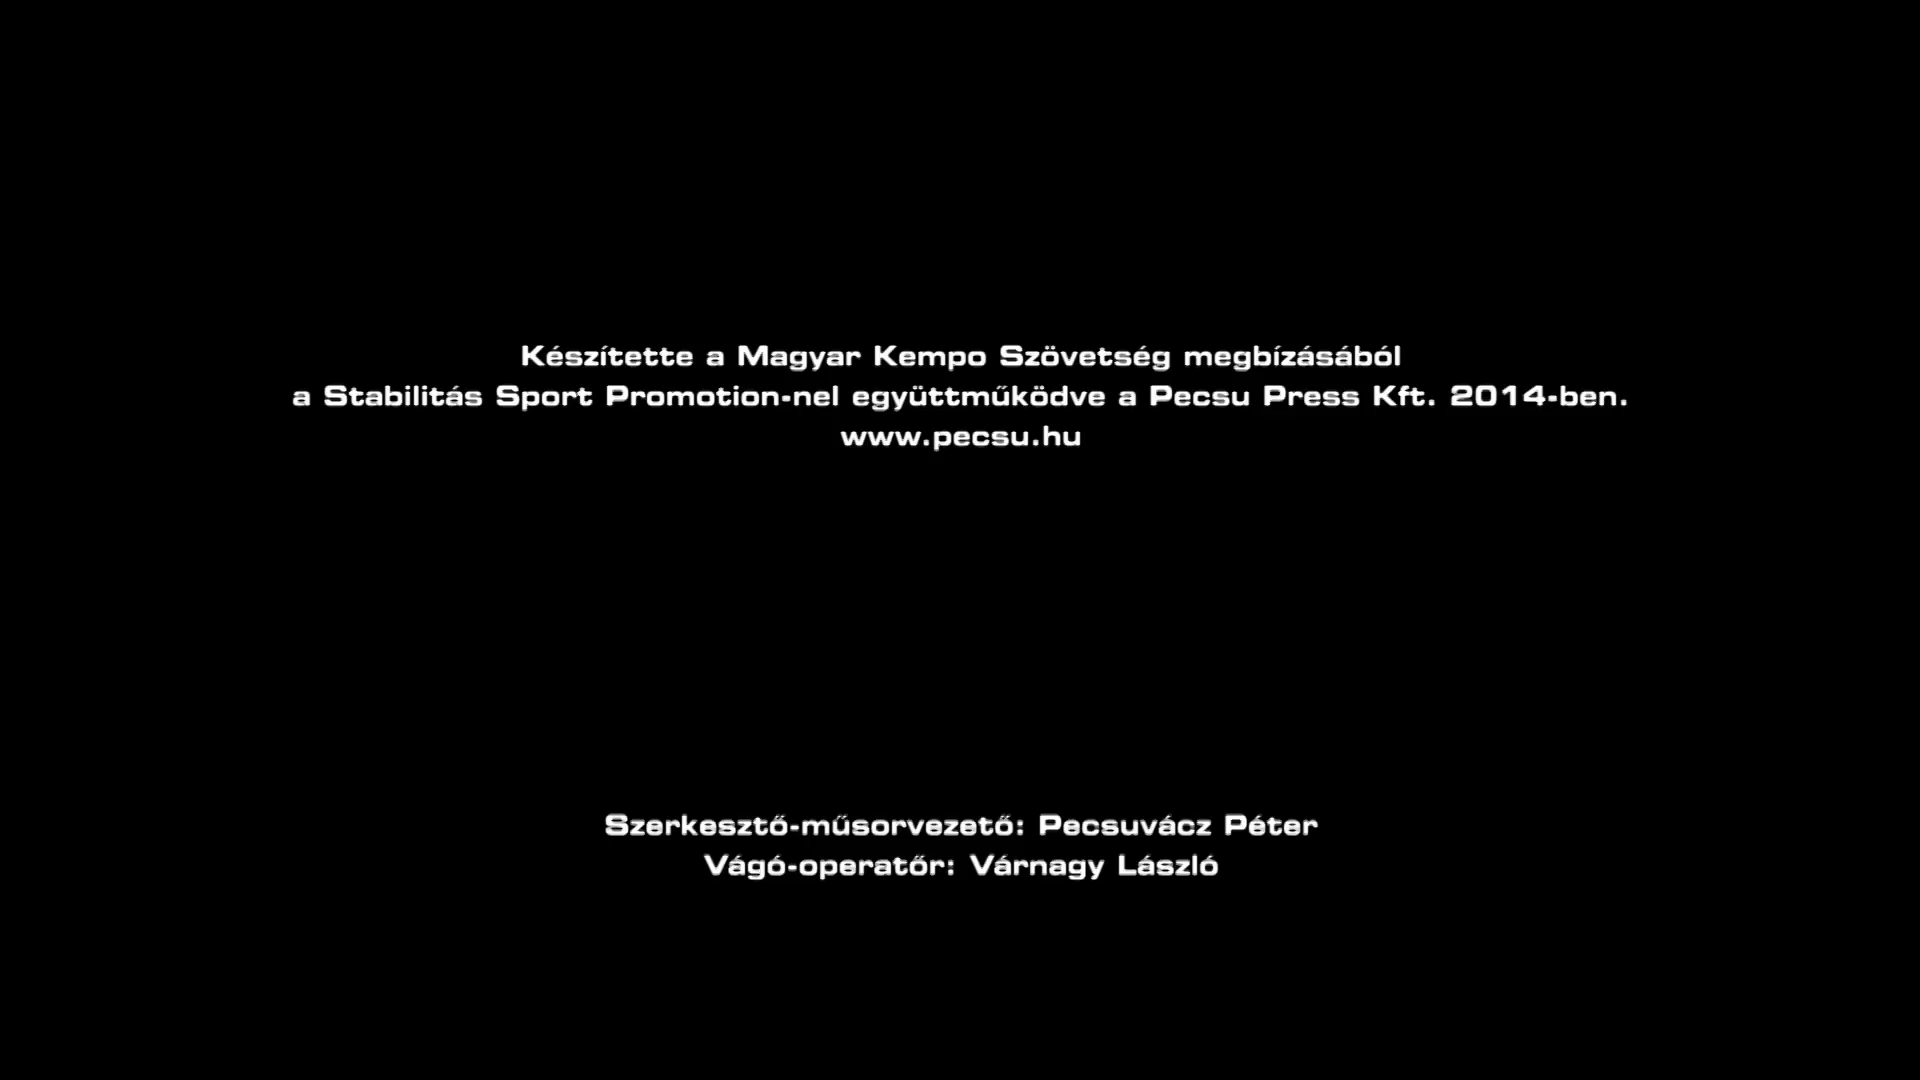 Készítette a Magyar Kempo Szövetség megbízásából
a Stabilitás Sport Promotion-nel együttműködve a Pecsu Press Kft. 2014-ben.
www.pecsu.hu
Szerkesztő-műsorvezető: Pecsuvácz Péter
Vágó-operatőr: Várnagy László